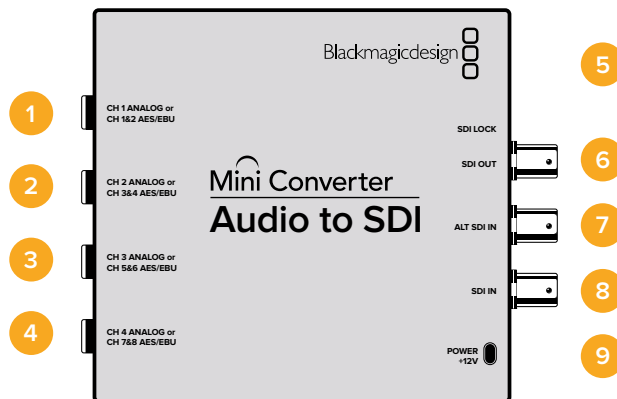 Blackmagicdesign
5
1
CH 1 ANALOG or
CH 1&2 AES/EBU
SDI LOCK
SDI OUT
6
2
CH 2 ANALOG or
CH 3&4 AES/EBU
Mini Converter
Audio to SDI
ALT SDI IN
7
3
CH 3 ANALOG or
CH 5&6 AES/EBU
SDI IN
8
4
CH 4 ANALOG or
CH 7&8 AES/EBU
POWER
+12V
9